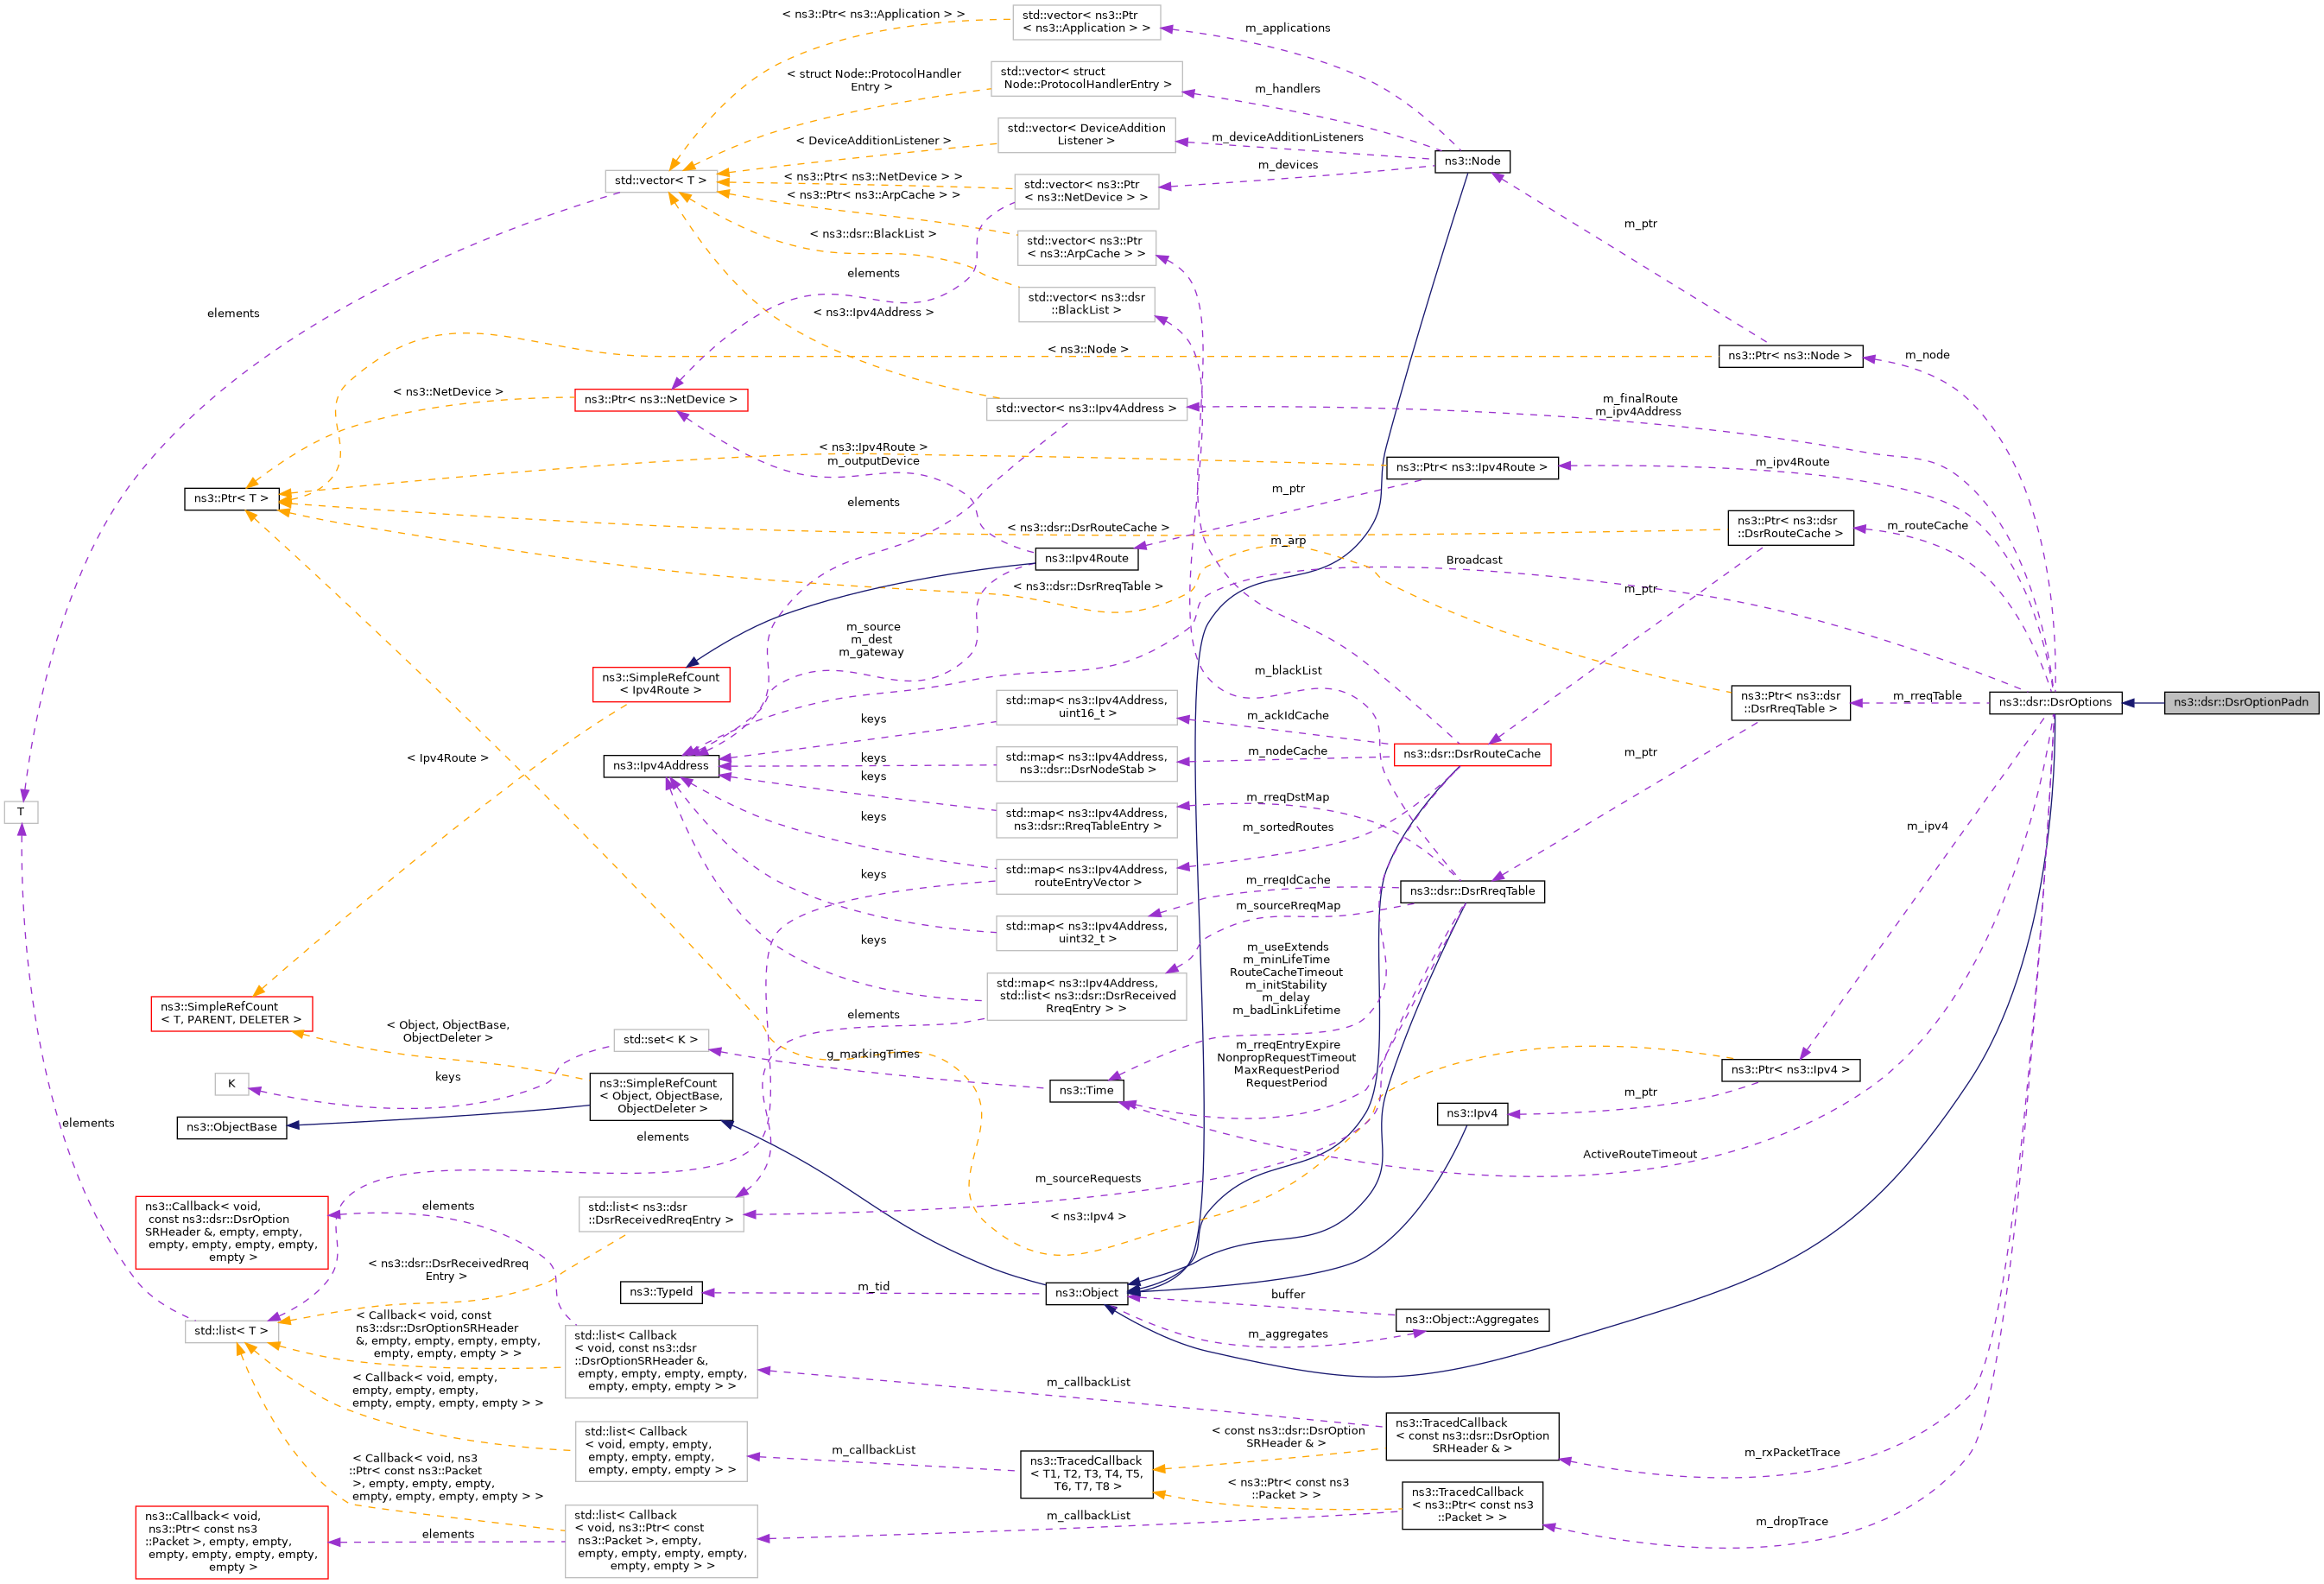 < ns3::Ptr< ns3::Application > >
std::vector< ns3::Ptr
< ns3::Application > >
m_applications
< struct Node::ProtocolHandler
Entry >
std::vector< struct
Node::ProtocolHandlerEntry >
m_handlers
< DeviceAdditionListener >
std::vector< DeviceAddition
Listener >
m_deviceAdditionListeners
ns3::Node
m_devices
std::vector< T >
< ns3::Ptr< ns3::NetDevice > >
std::vector< ns3::Ptr
< ns3::NetDevice > >
< ns3::Ptr< ns3::ArpCache > >
m_ptr
< ns3::dsr::BlackList >
std::vector< ns3::Ptr
< ns3::ArpCache > >
elements
std::vector< ns3::dsr
::BlackList >
elements
< ns3::Ipv4Address >
< ns3::Node >
ns3::Ptr< ns3::Node >
m_node
< ns3::NetDevice >
ns3::Ptr< ns3::NetDevice >
std::vector< ns3::Ipv4Address >
m_finalRoute
m_ipv4Address
< ns3::Ipv4Route >
m_outputDevice
ns3::Ptr< ns3::Ipv4Route >
m_ipv4Route
ns3::Ptr< T >
elements
m_ptr
< ns3::dsr::DsrRouteCache >
ns3::Ptr< ns3::dsr
::DsrRouteCache >
m_routeCache
m_arp
ns3::Ipv4Route
Broadcast
< ns3::dsr::DsrRreqTable >
m_ptr
m_source
m_dest
m_gateway
ns3::SimpleRefCount
< Ipv4Route >
m_blackList
std::map< ns3::Ipv4Address,
uint16_t >
m_ackIdCache
ns3::Ptr< ns3::dsr
::DsrRreqTable >
m_rreqTable
ns3::dsr::DsrOptions
ns3::dsr::DsrOptionPadn
keys
< Ipv4Route >
ns3::Ipv4Address
keys
std::map< ns3::Ipv4Address,
ns3::dsr::DsrNodeStab >
m_nodeCache
ns3::dsr::DsrRouteCache
m_ptr
keys
T
std::map< ns3::Ipv4Address,
ns3::dsr::RreqTableEntry >
m_rreqDstMap
keys
m_sortedRoutes
m_ipv4
std::map< ns3::Ipv4Address,
routeEntryVector >
keys
m_rreqIdCache
ns3::dsr::DsrRreqTable
m_sourceRreqMap
std::map< ns3::Ipv4Address,
uint32_t >
keys
m_useExtends
m_minLifeTime
RouteCacheTimeout
m_initStability
m_delay
m_badLinkLifetime
std::map< ns3::Ipv4Address,
std::list< ns3::dsr::DsrReceived
RreqEntry > >
ns3::SimpleRefCount
< T, PARENT, DELETER >
< Object, ObjectBase,
ObjectDeleter >
std::set< K >
elements
g_markingTimes
m_rreqEntryExpire
NonpropRequestTimeout
MaxRequestPeriod
RequestPeriod
ns3::Ptr< ns3::Ipv4 >
K
keys
ns3::SimpleRefCount
< Object, ObjectBase,
ObjectDeleter >
ns3::Time
m_ptr
ns3::ObjectBase
ns3::Ipv4
elements
elements
ActiveRouteTimeout
m_sourceRequests
ns3::Callback< void,
const ns3::dsr::DsrOption
SRHeader &, empty, empty,
empty, empty, empty, empty,
empty >
elements
std::list< ns3::dsr
::DsrReceivedRreqEntry >
< ns3::Ipv4 >
< ns3::dsr::DsrReceivedRreq
Entry >
ns3::TypeId
m_tid
ns3::Object
buffer
ns3::Object::Aggregates
m_aggregates
std::list< T >
< Callback< void, const
ns3::dsr::DsrOptionSRHeader
&, empty, empty, empty, empty,
empty, empty, empty > >
std::list< Callback
< void, const ns3::dsr
::DsrOptionSRHeader &,
empty, empty, empty, empty,
empty, empty, empty > >
m_callbackList
< Callback< void, empty,
empty, empty, empty,
empty, empty, empty, empty > >
std::list< Callback
< void, empty, empty,
empty, empty, empty,
empty, empty, empty > >
m_callbackList
ns3::TracedCallback
< T1, T2, T3, T4, T5,
T6, T7, T8 >
< const ns3::dsr::DsrOption
SRHeader & >
ns3::TracedCallback
< const ns3::dsr::DsrOption
SRHeader & >
m_rxPacketTrace
< Callback< void, ns3
::Ptr< const ns3::Packet
>, empty, empty, empty,
empty, empty, empty, empty > >
< ns3::Ptr< const ns3
::Packet > >
ns3::TracedCallback
< ns3::Ptr< const ns3
::Packet > >
m_dropTrace
ns3::Callback< void,
ns3::Ptr< const ns3
::Packet >, empty, empty,
empty, empty, empty, empty,
empty >
elements
std::list< Callback
< void, ns3::Ptr< const
ns3::Packet >, empty,
empty, empty, empty, empty,
empty, empty > >
m_callbackList